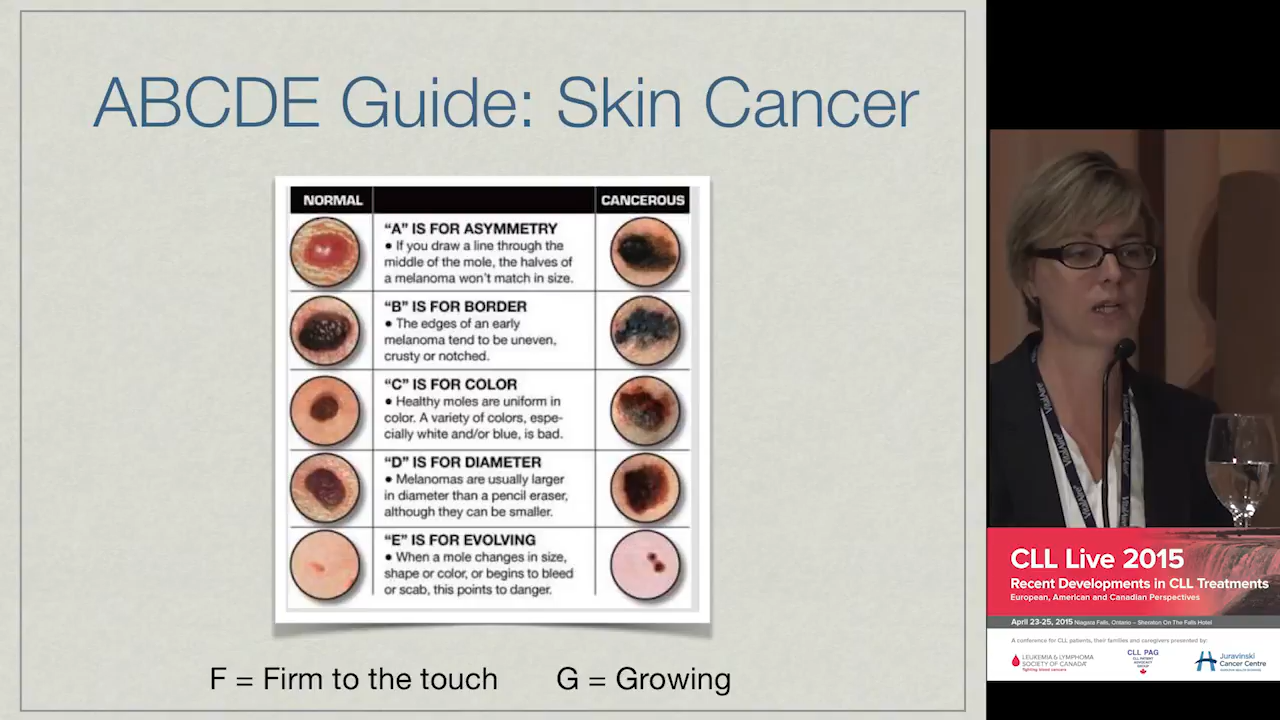 ABCDE Guide: Skin Cancer
NORMAL
CANCEROUS
“A” IS FOR ASYMMETRY
• If you draw a line through the
middle of the mole, the halves of
a melanoma won’t match in size.
“B” IS FOR BORDER
• The edges of an early
melanoma tend to be uneven,
crusty or notched.
“C” IS FOR COLOR
• Healthy moles are uniform in
color. A variety of colors, espe-
cially white and/or blue, is bad.
“D” IS FOR DIAMETER
• Melanomas are usually larger
in diameter than a pencil eraser,
although they can be smaller.
“E” IS FOR EVOLVING
• When a mole changes in size,
shape or color, or begins to bleed
or scab, this points to danger.
F = Firm to the touch
G = Growing
CLL Live 2015
Recent Developments in CLL Treatments
European, American and Canadian Perspectives
April 23-25, 2015 Niagara Falls, Ontario – Sheraton On The Falls Hotel
A conference for CLL patients, their families and caregivers presented by:
LEUKEMIA & LYMPHOMA
SOCIETY OF CANADA
fighting blood cancers
CLL PAG
CLL PATIENT
ADVOCACY
GROUP
Juravinski
Cancer Centre